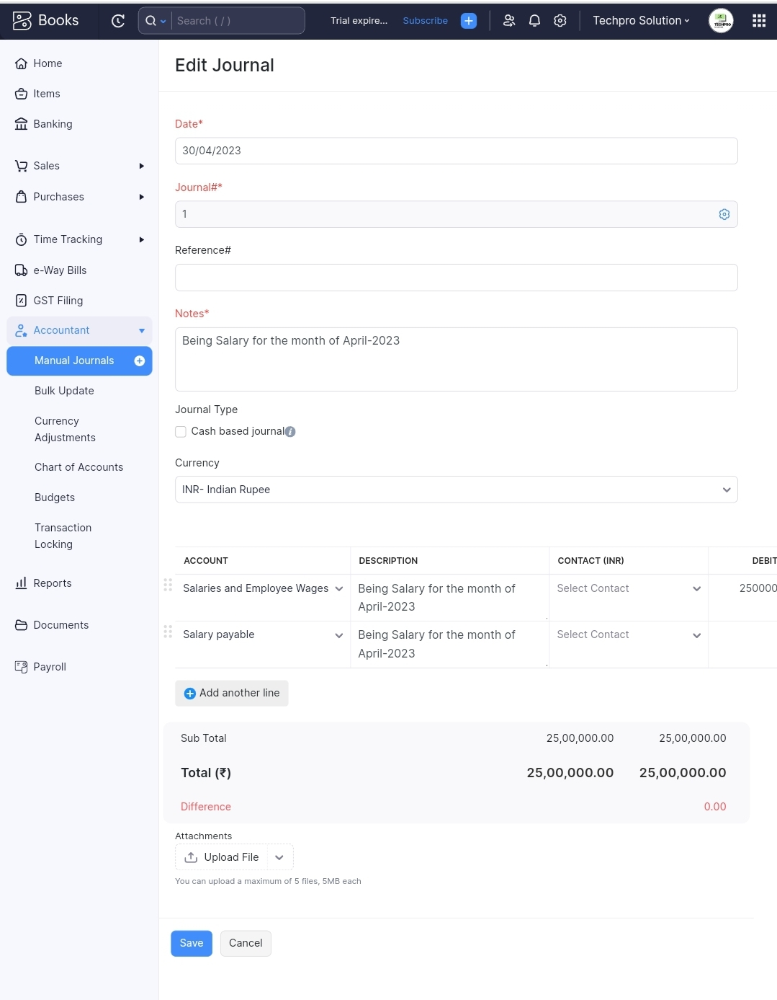 Books
Search ( / )
Trial expire...
Subscribe
Techpro Solution
TECHPRO
Home
Items
Banking
Sales
Purchases
Time Tracking
e-Way Bills
GST Filing
Accountant
Manual Journals
Bulk Update
Currency
Adjustments
Chart of Accounts
Budgets
Transaction
Locking
Reports
Documents
Payroll
Edit Journal
Date*
30/04/2023
Journal#*
1
Reference#
Notes*
Being Salary for the month of April-2023
Journal Type
Cash based journal
Currency
INR- Indian Rupee
ACCOUNT DESCRIPTION CONTACT (INR) DEBIT
Salaries and Employee Wages Being Salary for the month of Select Contact 250000
April-2023
Salary payable Being Salary for the month of Select Contact
April-2023
Add another line
Sub Total 25,00,000.00 25,00,000.00
Total (₹) 25,00,000.00 25,00,000.00
Difference 0.00
Attachments
Upload File
You can upload a maximum of 5 files, 5MB each
Save Cancel